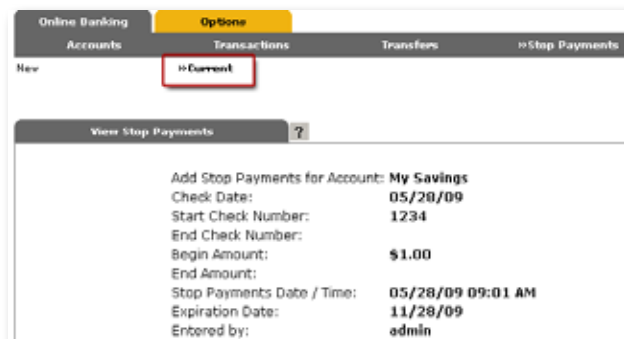 Online Banking Options
Accounts Transactions Transfers »Stop Payments
New »Current
View Stop Payments ?
Add Stop Payments for Account: My Savings
Check Date: 05/28/09
Start Check Number: 1234
End Check Number:
Begin Amount: $1.00
End Amount:
Stop Payments Date / Time: 05/28/09 09:01 AM
Expiration Date: 11/28/09
Entered by: admin